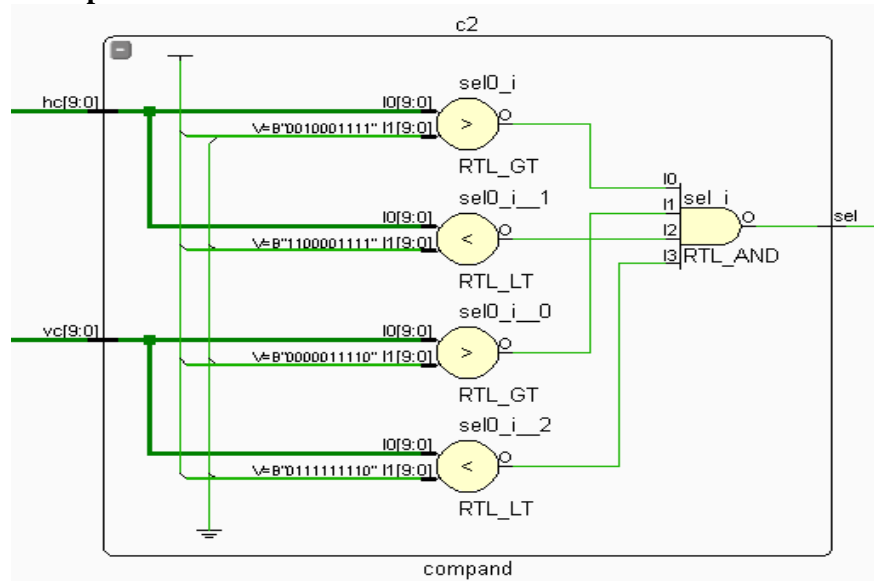 c2
hc[9:0]
sel0_i
I0[9:0]
V=B"0010001111" I1[9:0]
>
O
RTL_GT
sel0_i__1
I0[9:0]
V=B"1100001111" I1[9:0]
<
O
RTL_LT
I0
I1
I2
I3
sel_i
O
RTL_AND
sel
vc[9:0]
sel0_i__0
I0[9:0]
V=B"0000011110" I1[9:0]
>
O
RTL_GT
sel0_i__2
I0[9:0]
V=B"0111111110" I1[9:0]
<
O
RTL_LT
compand